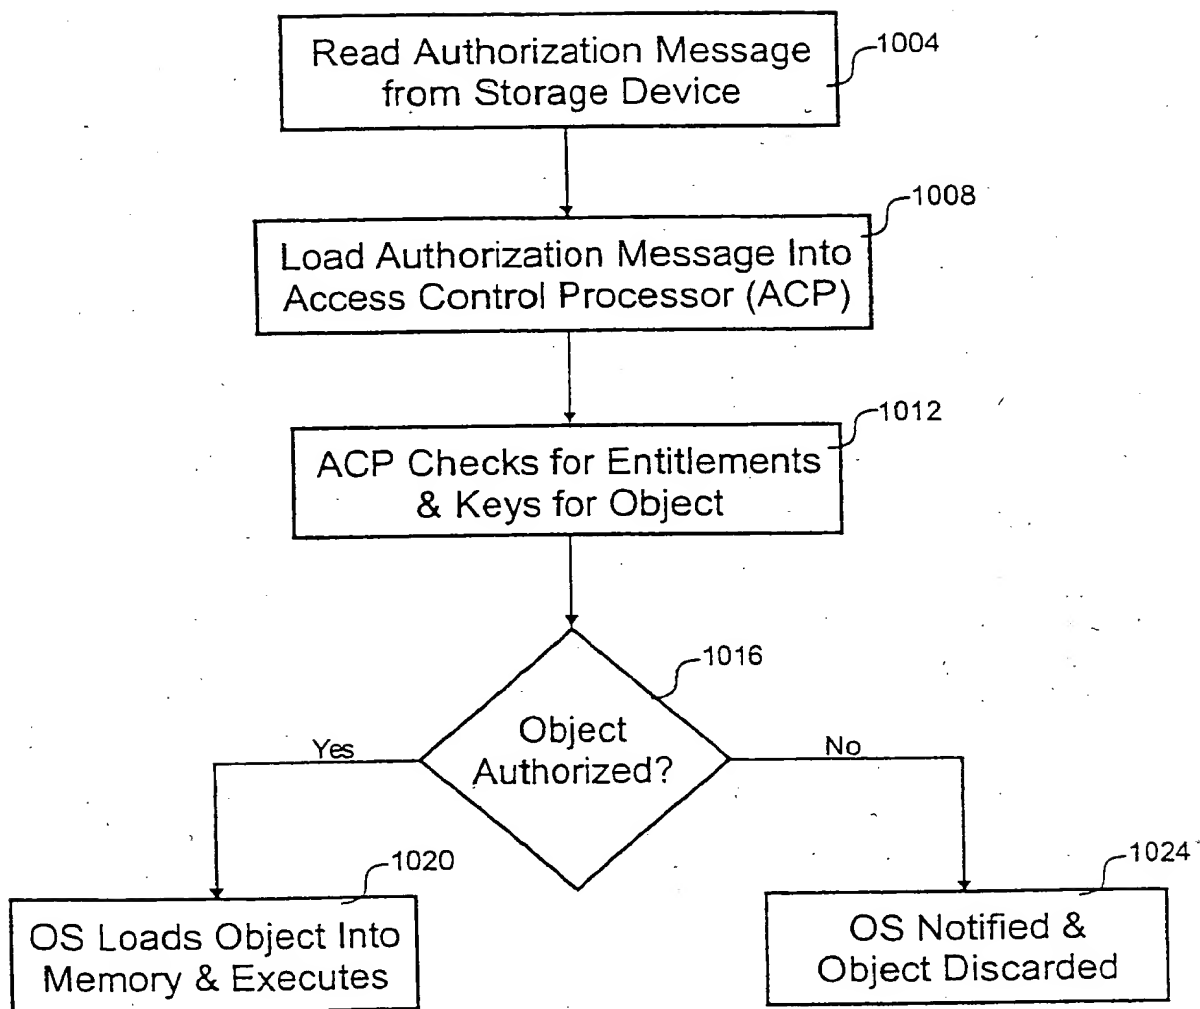 Read Authorization Message
from Storage Device
1004
Load Authorization Message Into
Access Control Processor (ACP)
1008
ACP Checks for Entitlements
& Keys for Object
1012
Object
Authorized?
1016
Yes
No
OS Loads Object Into
Memory & Executes
1020
OS Notified &
Object Discarded
1024